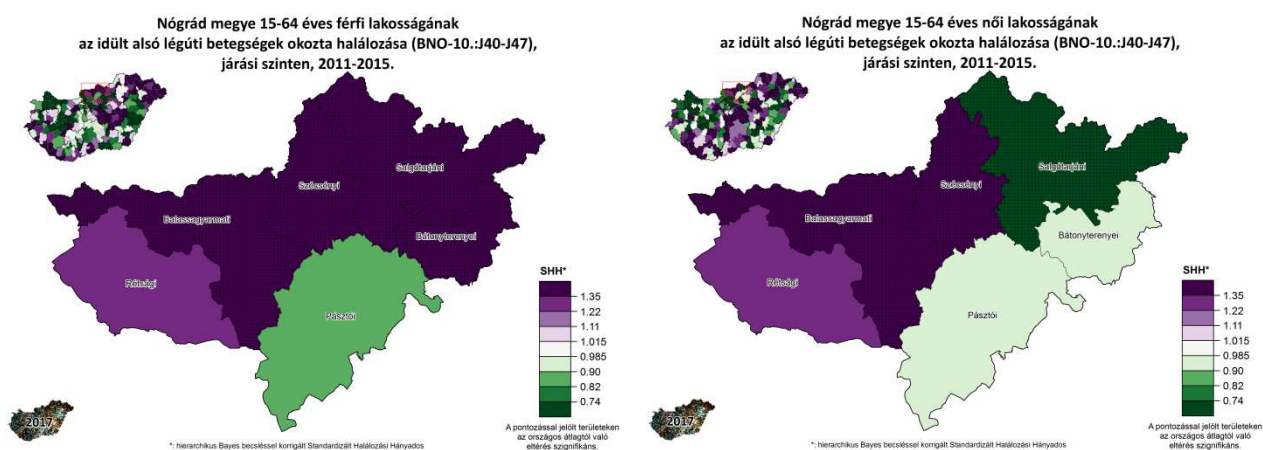 Nógrád megye 15-64 éves férfi lakosságának
az idült alsó légúti betegségek okozta halálozása (BNO-10.:J40-J47),
járási szinten, 2011-2015.
Salgótarjáni
Szécsényi
Balassagyarmati
Bátonyterenyei
Rétsági
Pásztói
SHH*
1.35
1.22
1.11
1.015
0.985
0.90
0.82
0.74
A pontozással jelölt területeken
az országos átlagtól való
eltérés szignifikáns.
2017
*: hierarchikus Bayes becsléssel korrigált Standardizált Halálozási Hányados
Nógrád megye 15-64 éves női lakosságának
az idült alsó légúti betegségek okozta halálozása (BNO-10.:J40-J47),
járási szinten, 2011-2015.
Salgótarjáni
Szécsényi
Balassagyarmati
Bátonyterenyei
Rétsági
Pásztói
SHH*
1.35
1.22
1.11
1.015
0.985
0.90
0.82
0.74
A pontozással jelölt területeken
az országos átlagtól való
eltérés szignifikáns.
2017
*: hierarchikus Bayes becsléssel korrigált Standardizált Halálozási Hányados